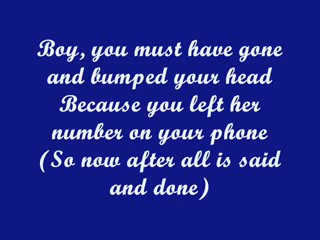 Boy, you must have gone
and bumped your head
Because you left her
number on your phone
(So now after all is said
and done)